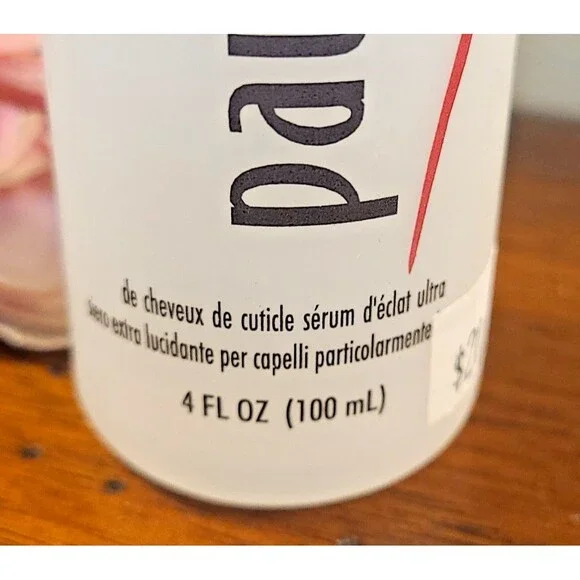 pau
de cheveux de cuticle sérum d'éclat ultra
siero extra lucidante per capelli particolarmente
4 FL OZ (100 mL)